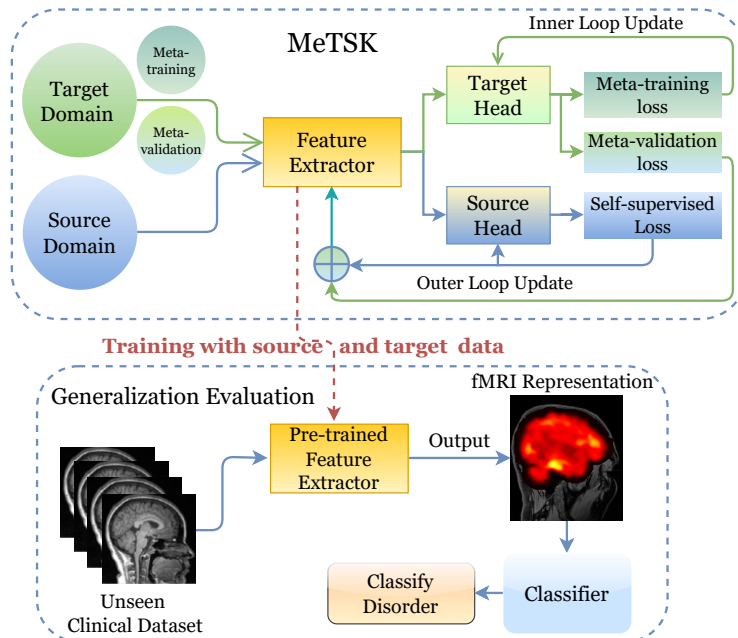 MeTSK
Inner Loop Update
Target
Domain
Meta-
training
Meta-
validation
Source
Domain
Feature
Extractor
Target
Head
Meta-training
loss
Meta-validation
loss
Source
Head
Self-supervised
Loss
Outer Loop Update
Training with source and target data
Generalization Evaluation
fMRI Representation
Pre-trained
Feature
Extractor
Output
Unseen
Clinical Dataset
Classify
Disorder
Classifier